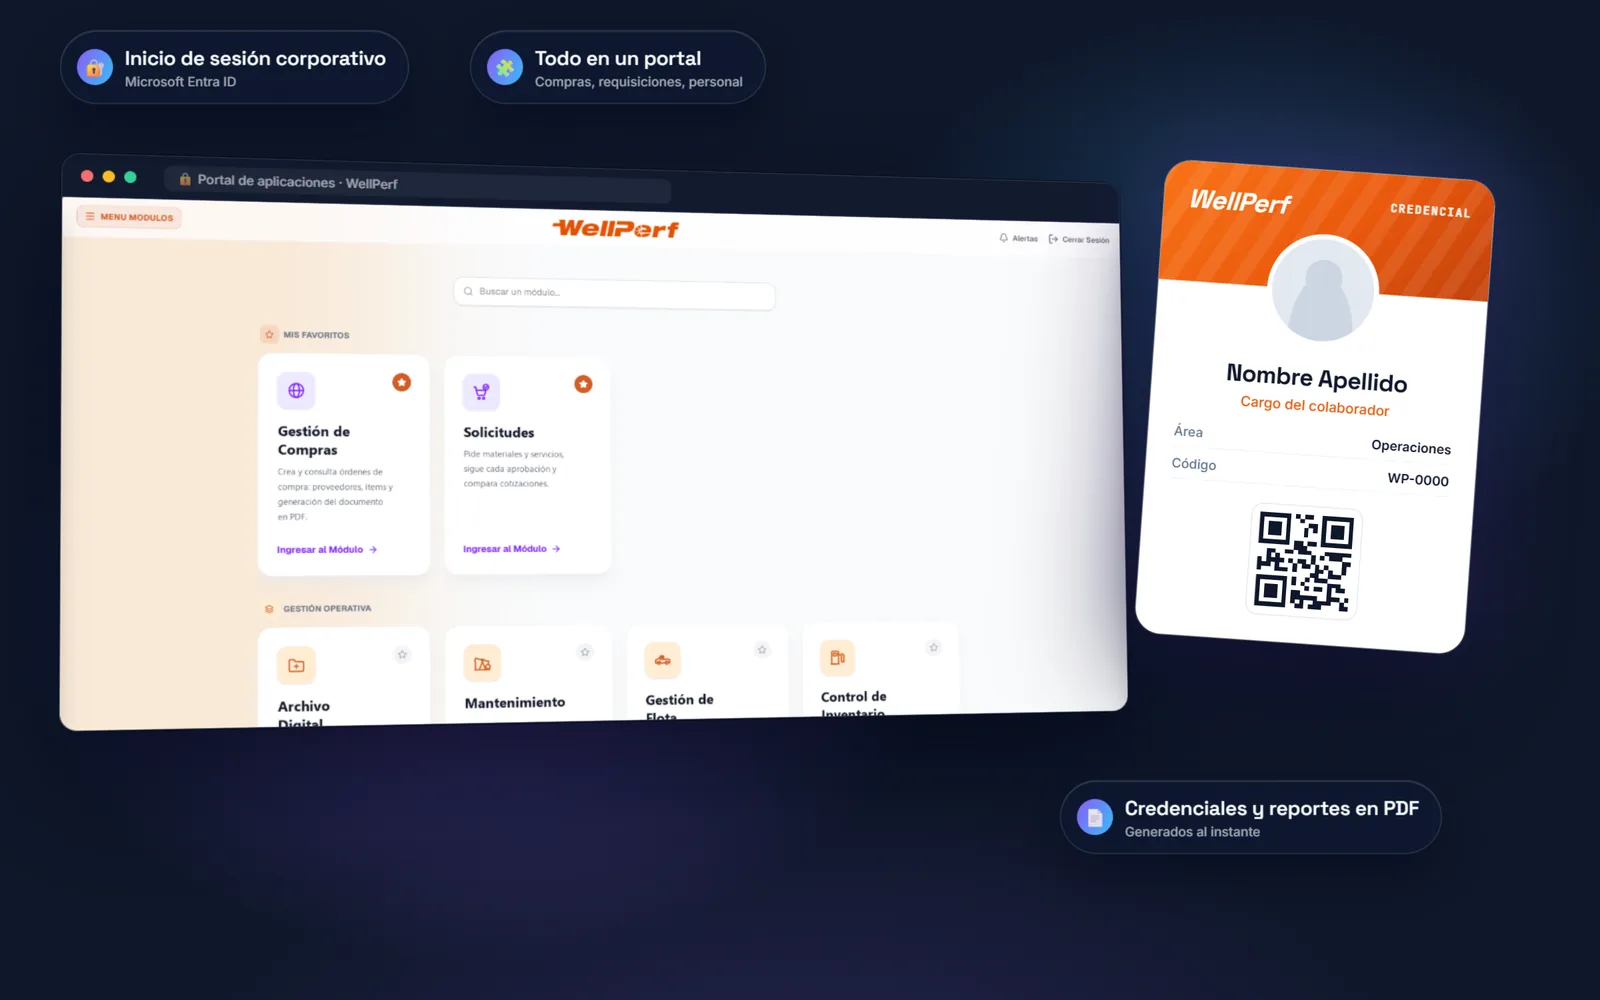 Inicio de sesión corporativo
Microsoft Entra ID
Todo en un portal
Compras, requisiciones, personal
Portal de aplicaciones · WellPerf
MENU MODULOS
WellPerf
Alertas
Cerrar Sesión
Buscar un módulo...
MIS FAVORITOS
Gestión de
Compras
Crea y consulta órdenes de
compra: proveedores, ítems y
generación del documento
en PDF.
Ingresar al Módulo →
Solicitudes
Pide materiales y servicios,
sigue cada aprobación y
compara cotizaciones.
Ingresar al Módulo →
GESTIÓN OPERATIVA
Archivo
Digital
Mantenimiento
Gestión de
Flota
Control de
Inventario
WellPerf
CREDENCIAL
Nombre Apellido
Cargo del colaborador
Área
Operaciones
Código
WP-0000
Credenciales y reportes en PDF
Generados al instante